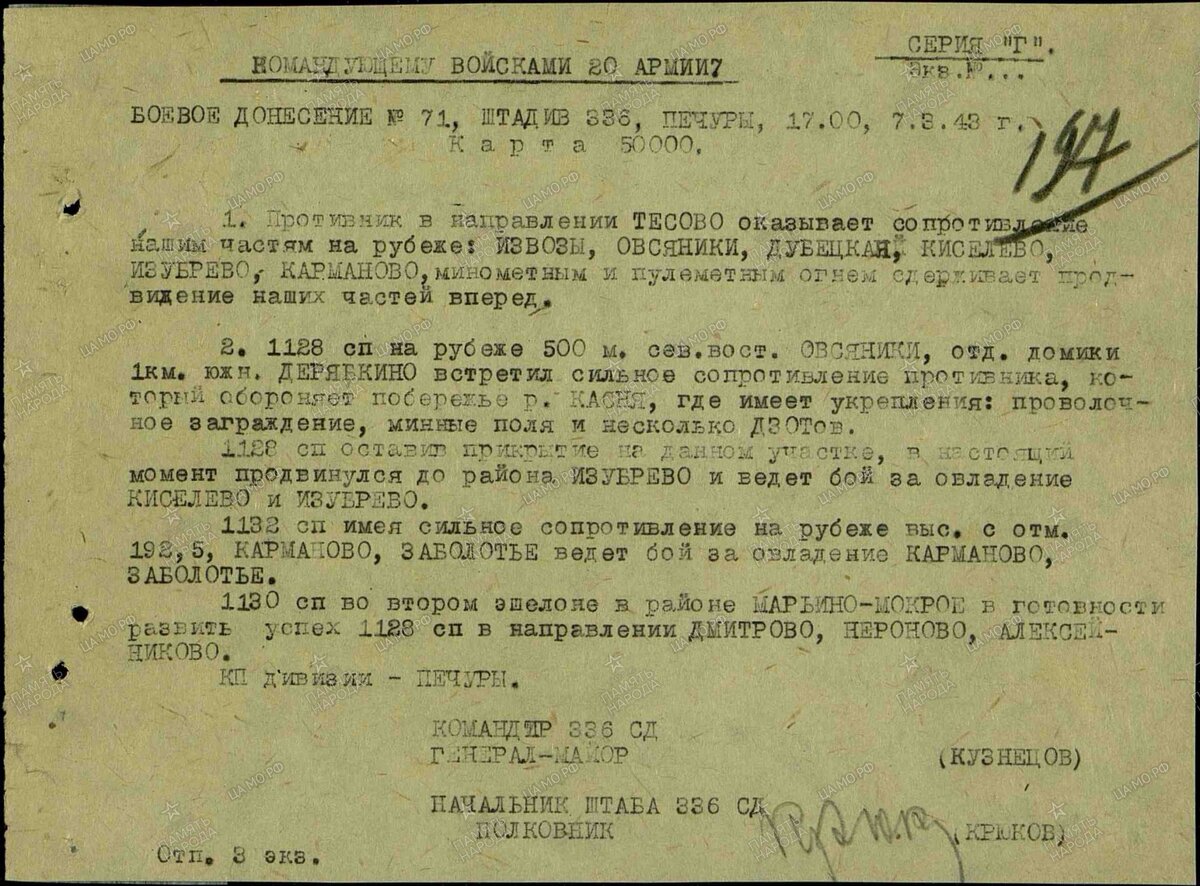 СЕРИЯ "Г".
Экз.№...
КОМАНДУЮЩЕМУ ВОЙСКАМИ 20 АРМИИ7
БОЕВОЕ ДОНЕСЕНИЕ № 71, ШТАДИВ 336, ПЕЧУРЫ, 17.00, 7.3.43 г.
Карта 50000.
197
1. Противник в направлении ТЕСОВО оказывает сопротивление
нашим частям на рубеже: ИЗВОЗЫ, ОВСЯНИКИ, ДУБЕЦКАЯ, КИСЕЛЕВО,
ИЗУБРЕВО, КАРМАНОВО, минометным и пулеметным огнем сдерживает прод-
видение наших частей вперед.
2. 1128 сп на рубеже 500 м. сев.вост. ОВСЯНИКИ, отд. домики
1км. южн. ДЕРЯБКИНО встретил сильное сопротивление противника, ко-
торый обороняет побережье р. КАСНЯ, где имеет укрепления: проволоч-
ное заграждение, минные поля и несколько ДЗОТов.
1128 сп оставив прикрытие на данном участке, в настоящий
момент продвинулся до района ИЗУБРЕВО и ведет бой за овладение
КИСЕЛЕВО и ИЗУБРЕВО.
1132 сп имея сильное сопротивление на рубеже выс. с отм.
192,5, КАРМАНОВО, ЗАБОЛОТЬЕ ведет бой за овладение КАРМАНОВО,
ЗАБОЛОТЬЕ.
1130 сп во втором эшелоне в районе МАРЬИНО-МОКРОЕ в готовности
развить успех 1128 сп в направлении ДМИТРОВО, НЕРОНОВО, АЛЕКСЕЙ-
НИКОВО.
КП дивизии - ПЕЧУРЫ.
КОМАНДИР 336 СД
ГЕНЕРАЛ-МАЙОР (КУЗНЕЦОВ)
НАЧАЛЬНИК ШТАБА 336 СД
ПОЛКОВНИК (КРЮКОВ)
Отп. 3 экз.